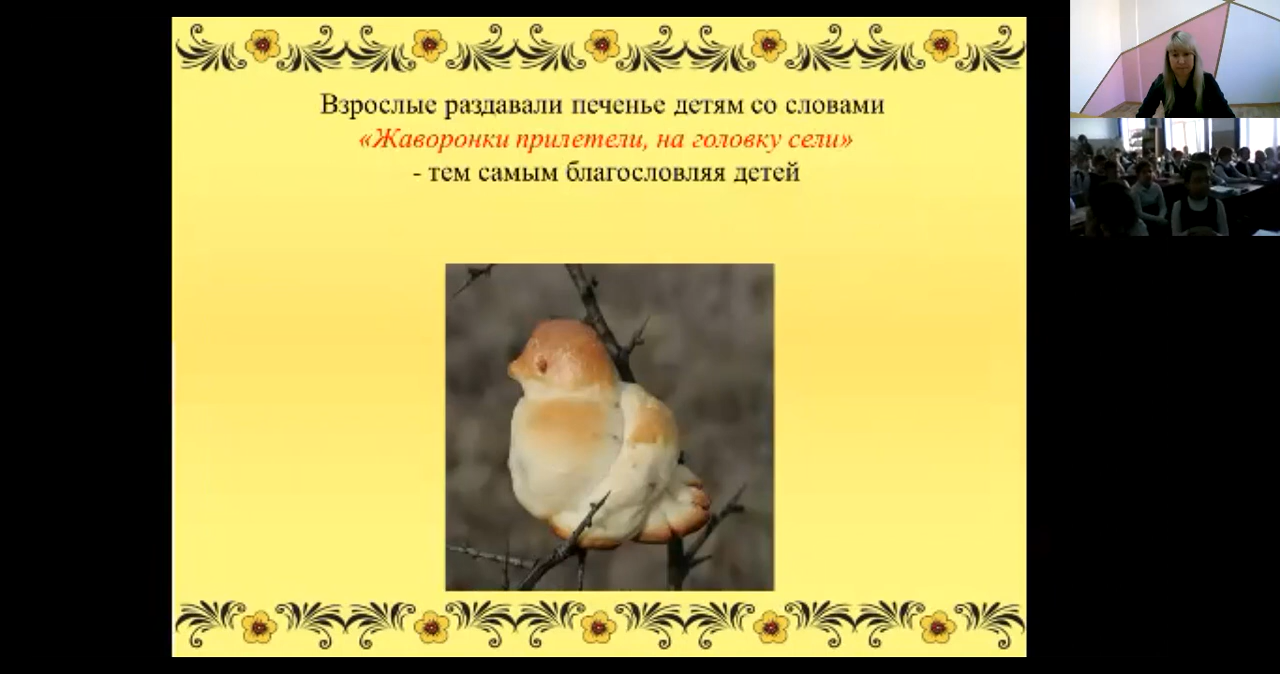 Взрослые раздавали печенье детям со словами
«Жаворонки прилетели, на головку сели»
- тем самым благословляя детей